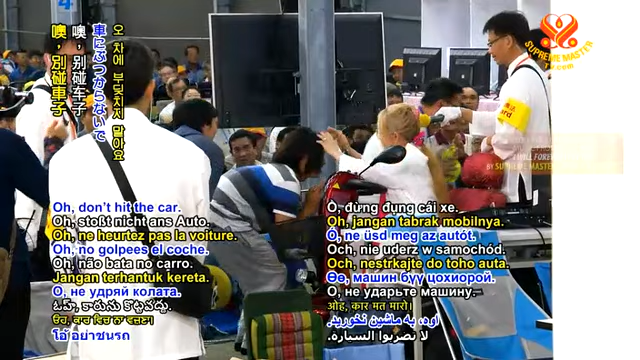 4
SUPREME MASTER
TV.com
오 차에 부딪치지 말아요
車にぶつからないで
噢，别碰车子
噢，別碰車子
Oh, don't hit the car.
Oh, stoßt nicht ans Auto.
Oh, ne heurtez pas la voiture.
Oh, no golpees el coche.
Oh, não bata no carro.
Jangan terhantuk kereta.
О, не удряй колата.
ఓహ్, కారును కొట్టవద్దు.
ਓਹ, ਕਾਰ ਵਿਚ ਨਾ ਵਜਣਾ!
โอ้ อย่าชนรถ
Ồ, đừng đụng cái xe.
Oh, jangan tabrak mobilnya.
Ó, ne üsd meg az autót.
Och, nie uderz w samochód.
Och, nestrkajte do toho auta.
Өө, машин бүү цохиорой.
О, не ударьте машину.
ओह, कार मत मारो!
اوه، به ماشین نخورید.
لا تضربوا السيارة.